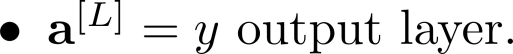 • a^{[L]} = y output layer.